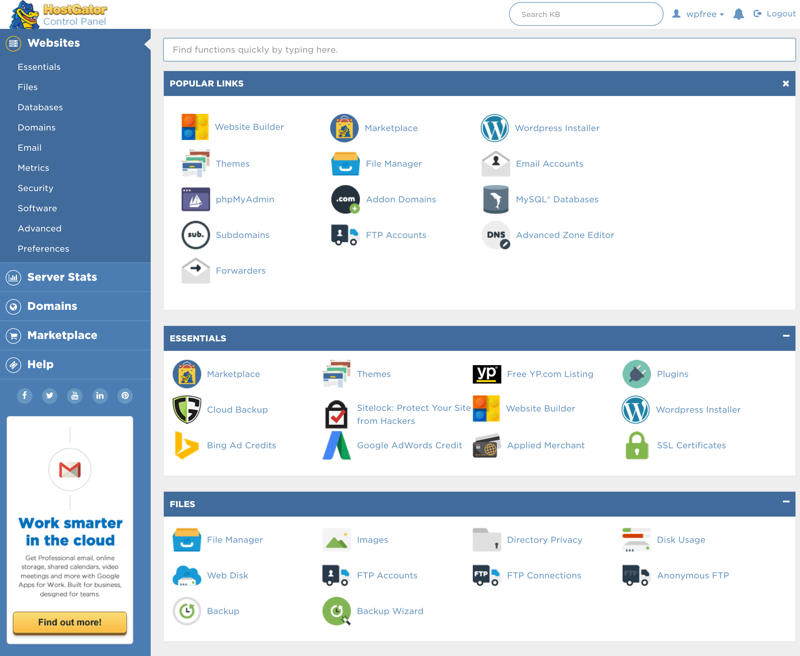 HostGator
Control Panel
Search KB
wpfree
Logout
Websites
Essentials
Files
Databases
Domains
Email
Metrics
Security
Software
Advanced
Preferences
Server Stats
Domains
Marketplace
Help
Work smarter
in the cloud
Get Professional email, online
storage, shared calendars, video
meetings and more with Google
Apps for Work. Built for business,
designed for teams.
Find out more!
Find functions quickly by typing here.
POPULAR LINKS
Website Builder
Marketplace
Wordpress Installer
Themes
File Manager
Email Accounts
phpMyAdmin
.com
Addon Domains
MySQL® Databases
sub.
Subdomains
FTP Accounts
DNS
Advanced Zone Editor
Forwarders
ESSENTIALS
Marketplace
Themes
yp
Free YP.com Listing
Plugins
Cloud Backup
Sitelock: Protect Your Site
from Hackers
Website Builder
Wordpress Installer
Bing Ad Credits
Google AdWords Credit
Applied Merchant
SSL Certificates
FILES
File Manager
Images
Directory Privacy
Disk Usage
Web Disk
FTP Accounts
FTP
FTP Connections
FTP
Anonymous FTP
Backup
Backup Wizard